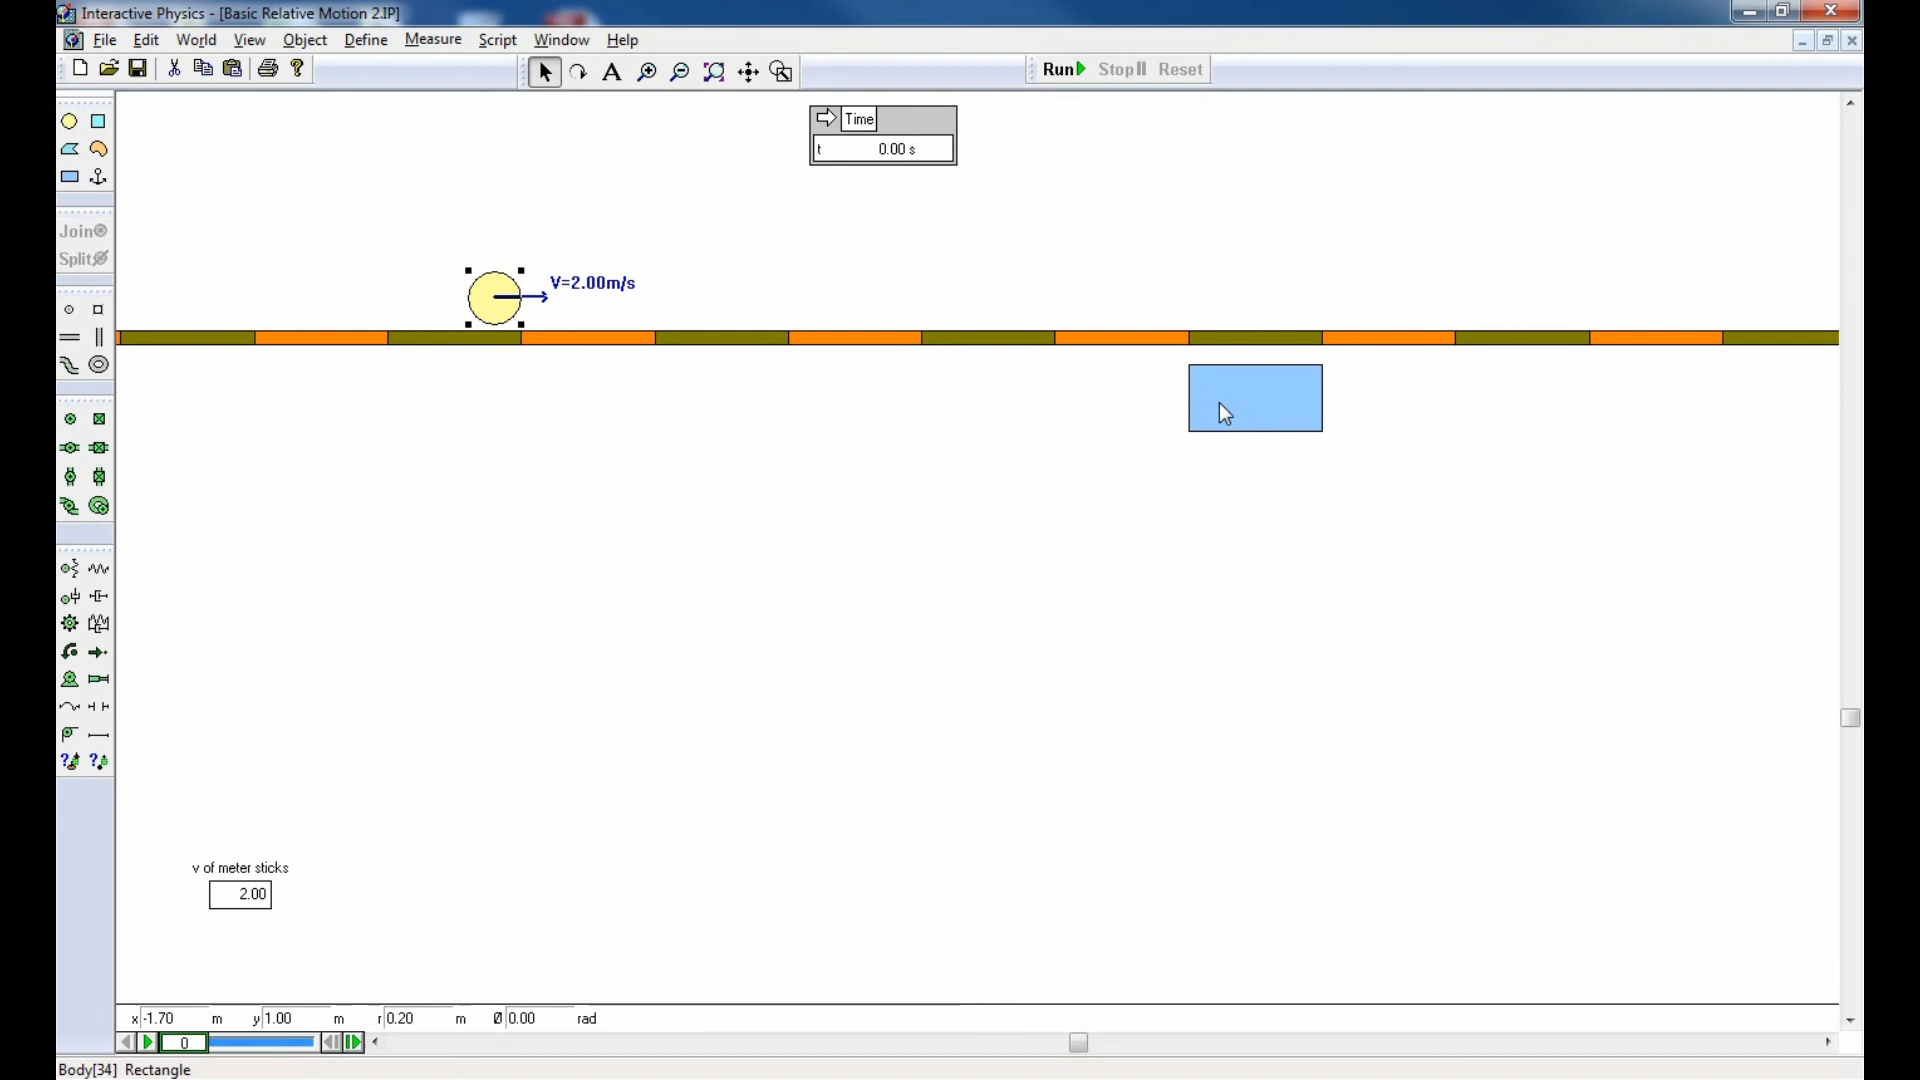 Interactive Physics - [Basic Relative Motion 2.IP]
File Edit World View Object Define Measure Script Window Help
A Run Stop Reset
Time
t 0.00 s
Join
Split
V=2.00m/s
v of meter sticks
2.00
x -1.70 m y 1.00 m r 0.20 m Ø 0.00 rad
0
Body[34] Rectangle